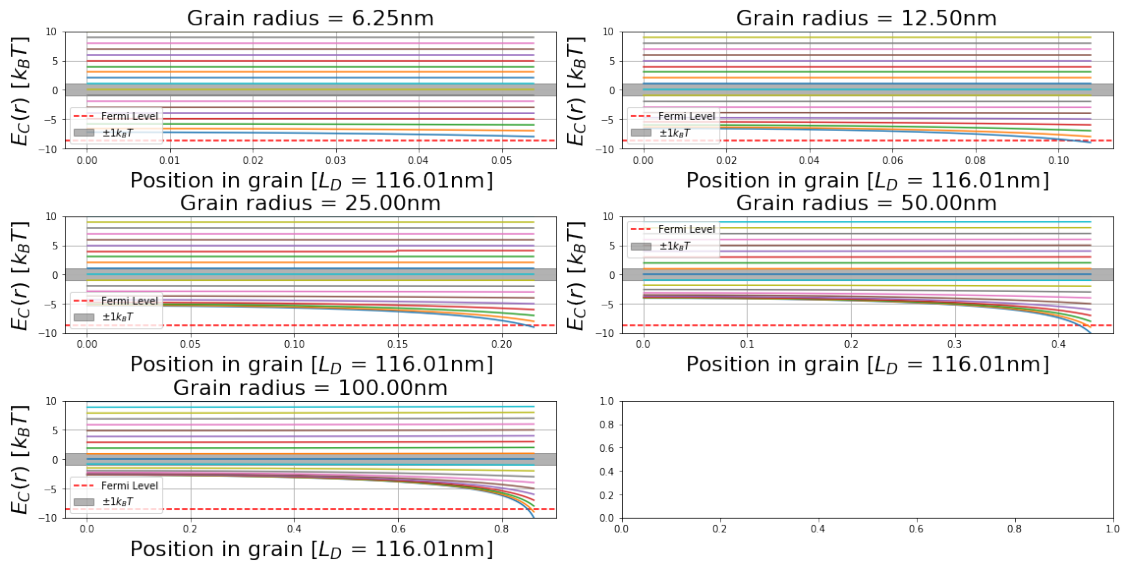 Grain radius = 6.25nm
E_C(r) [k_BT]
10
5
0
−5
−10
Fermi Level
±1k_BT
0.00 0.01 0.02 0.03 0.04 0.05
Position in grain [L_D = 116.01nm]
Grain radius = 12.50nm
E_C(r) [k_BT]
10
5
0
−5
−10
Fermi Level
±1k_BT
0.00 0.02 0.04 0.06 0.08 0.10
Position in grain [L_D = 116.01nm]
Grain radius = 25.00nm
E_C(r) [k_BT]
10
5
0
−5
−10
Fermi Level
±1k_BT
0.00 0.05 0.10 0.15 0.20
Position in grain [L_D = 116.01nm]
Grain radius = 50.00nm
E_C(r) [k_BT]
10
5
0
−5
−10
Fermi Level
±1k_BT
0.0 0.1 0.2 0.3 0.4
Position in grain [L_D = 116.01nm]
Grain radius = 100.00nm
E_C(r) [k_BT]
10
5
0
−5
−10
Fermi Level
±1k_BT
0.0 0.2 0.4 0.6 0.8
Position in grain [L_D = 116.01nm]
1.0
0.8
0.6
0.4
0.2
0.0
0.0 0.2 0.4 0.6 0.8 1.0